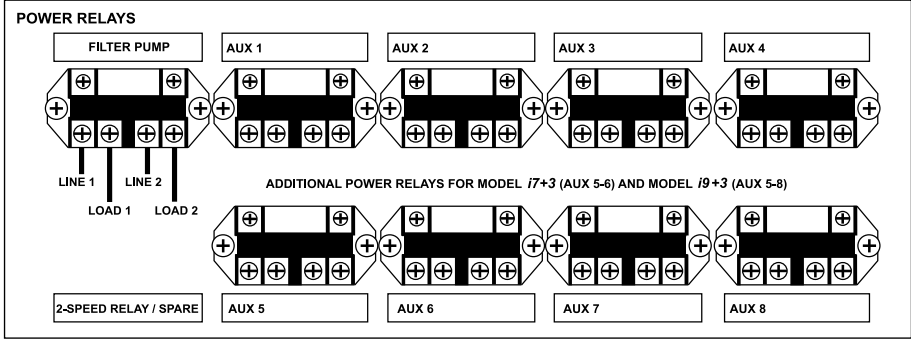 POWER RELAYS
FILTER PUMP
AUX 1
AUX 2
AUX 3
AUX 4
LINE 1
LINE 2
LOAD 1
LOAD 2
ADDITIONAL POWER RELAYS FOR MODEL i7+3 (AUX 5-6) AND MODEL i9+3 (AUX 5-8)
2-SPEED RELAY / SPARE
AUX 5
AUX 6
AUX 7
AUX 8